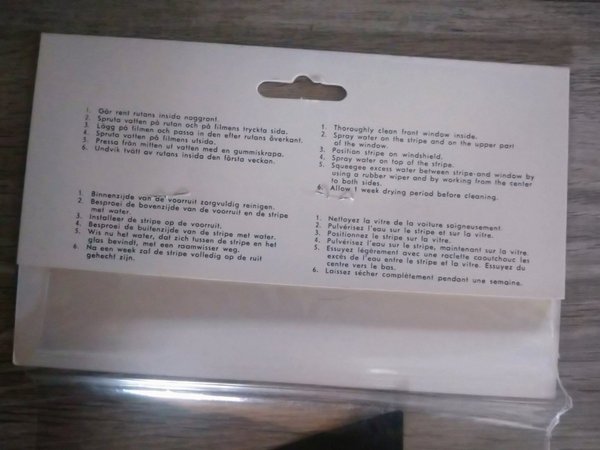 1. Gör rent rutans insida noggrant.
2. Spruta vatten på rutan och på filmens tryckta sida.
3. Lägg på filmen och passa in den efter rutans överkant.
4. Spruta vatten på filmens utsida.
5. Pressa från mitten ut vatten med en gummiskrapa.
6. Undvik tvätt av rutans insida den första veckan.
1. Thoroughly clean front window inside.
2. Spray water on the stripe and on the upper part
of the window.
3. Position stripe on windshield.
4. Spray water on top of the stripe.
5. Squeegee excess water between stripe and window by
using a rubber wiper and by working from the center
to both sides.
6. Allow 1 week drying period before cleaning.
1. Binnenzijde van de voorruit zorgvuldig reinigen.
2. Besproei de bovenzijde van de voorruit en de stripe
met water.
3. Installeer de stripe op de voorruit.
4. Besproei de buitenzijde van de stripe met water.
5. Wis nu het water, dat zich tussen de stripe en het
glas bevindt, met een raamwisser weg.
6. Na een week zal de stripe volledig op de ruit
gehecht zijn.
1. Nettoyez la vitre de la voiture soigneusement.
2. Pulvérisez l'eau sur le stripe et sur la vitre.
3. Positionnez le stripe sur la vitre.
4. Pulvérisez l'eau sur le stripe, maintenant sur la vitre.
5. Essuyez légèrement avec une raclette caoutchouc les
excès de l'eau entre le stripe et la vitre. Essuyez du
centre vers le bas.
6. Laissez sécher complètement pendant une semaine.